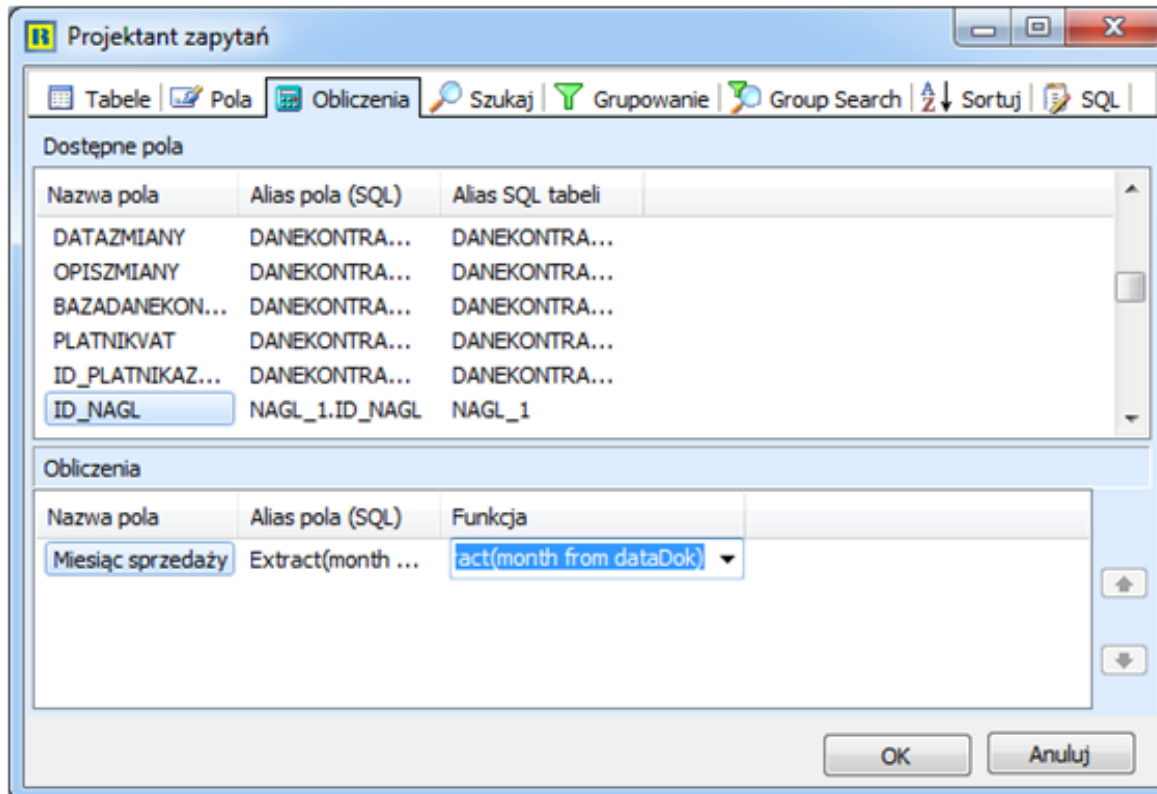 Projektant zapytań
Tabele Pola Obliczenia Szukaj Grupowanie Group Search Sortuj SQL
Dostępne pola
Nazwa pola Alias pola (SQL) Alias SQL tabeli
DATAZMIANY DANEKONTRA... DANEKONTRA...
OPISZMIANY DANEKONTRA... DANEKONTRA...
BAZADANEKON... DANEKONTRA... DANEKONTRA...
PLATNIKVAT DANEKONTRA... DANEKONTRA...
ID_PLATNIKAZ... DANEKONTRA... DANEKONTRA...
ID_NAGL NAGL_1.ID_NAGL NAGL_1
Obliczenia
Nazwa pola Alias pola (SQL) Funkcja
Miesiąc sprzedaży Extract(month ... ract(month from dataDok)
OK Anuluj